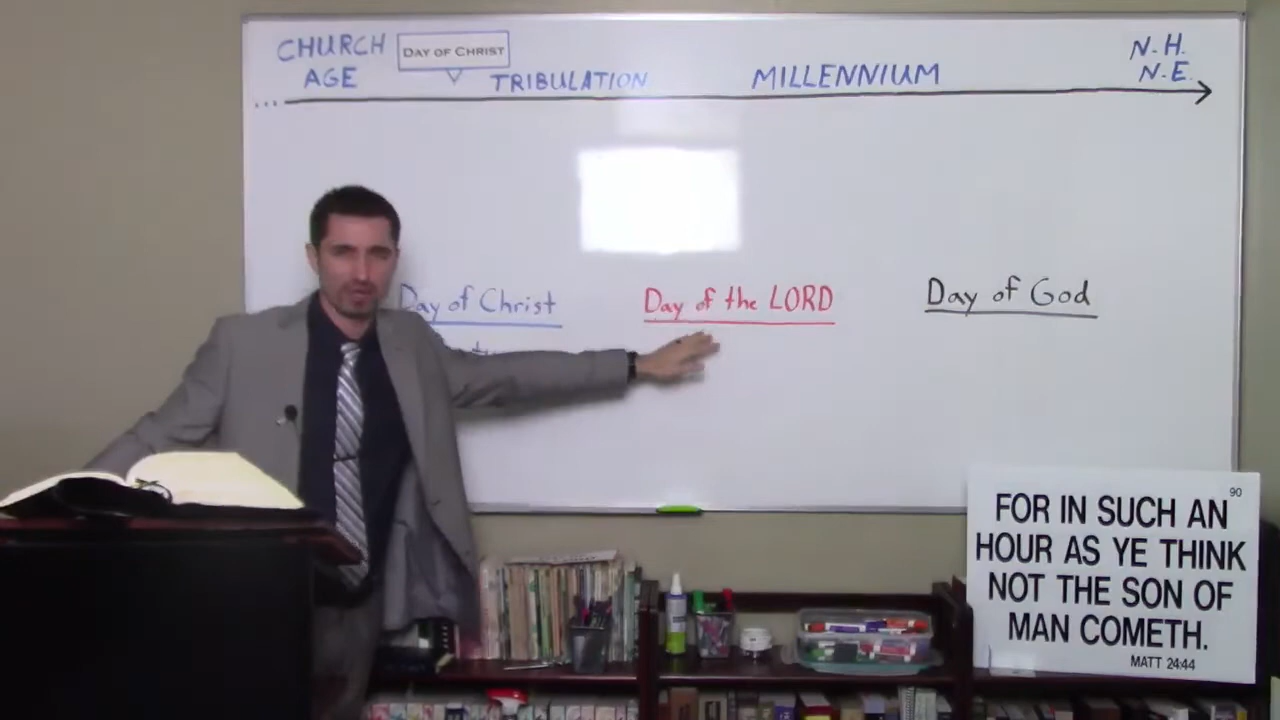 CHURCH
AGE
DAY OF CHRIST
TRIBULATION
MILLENNIUM
N.H.
N.E.
...
Day of Christ
Day of the LORD
Day of God
90
FOR IN SUCH AN
HOUR AS YE THINK
NOT THE SON OF
MAN COMETH.
MATT 24:44